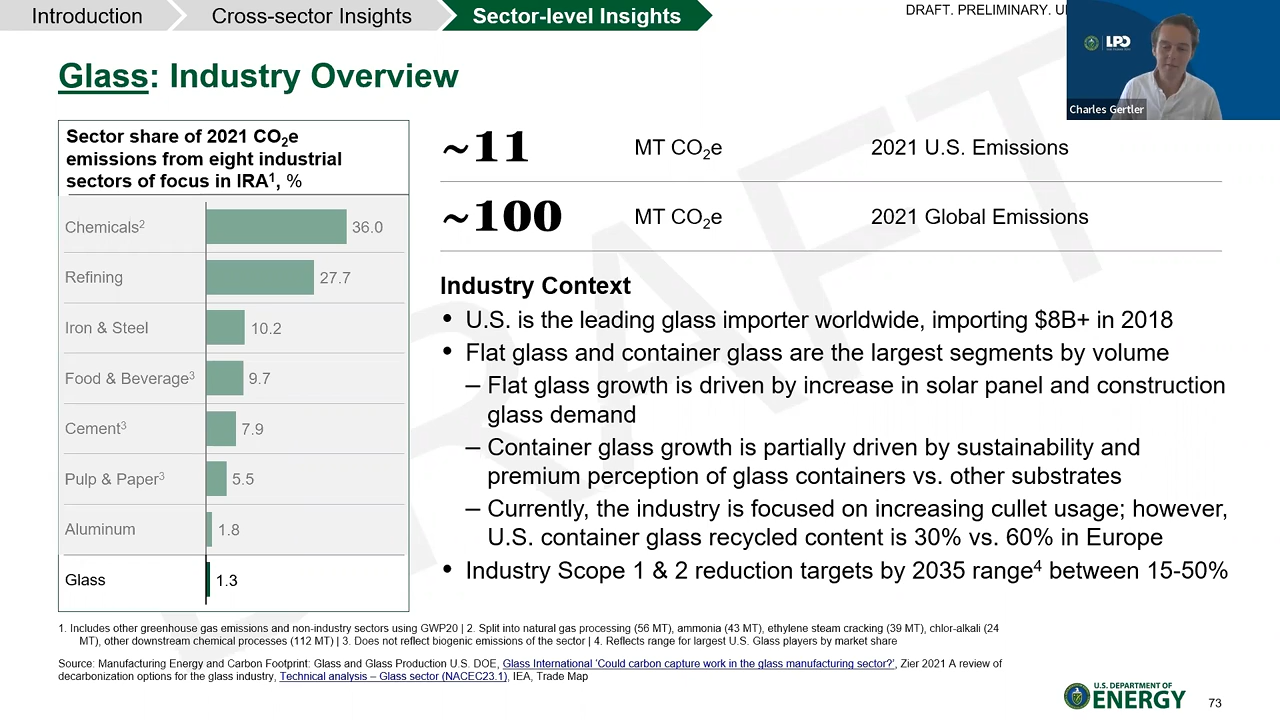 Introduction
Cross-sector Insights
Sector-level Insights
DRAFT. PRELIMINARY.
LPO
Charles Gertler
Glass: Industry Overview
Sector share of 2021 CO2e
emissions from eight industrial
sectors of focus in IRA1, %
Chemicals2 36.0
Refining 27.7
Iron & Steel 10.2
Food & Beverage3 9.7
Cement3 7.9
Pulp & Paper3 5.5
Aluminum 1.8
Glass 1.3
~11 MT CO2e 2021 U.S. Emissions
~100 MT CO2e 2021 Global Emissions
Industry Context
• U.S. is the leading glass importer worldwide, importing $8B+ in 2018
• Flat glass and container glass are the largest segments by volume
– Flat glass growth is driven by increase in solar panel and construction
glass demand
– Container glass growth is partially driven by sustainability and
premium perception of glass containers vs. other substrates
– Currently, the industry is focused on increasing cullet usage; however,
U.S. container glass recycled content is 30% vs. 60% in Europe
• Industry Scope 1 & 2 reduction targets by 2035 range4 between 15-50%
DRAFT
1. Includes other greenhouse gas emissions and non-industry sectors using GWP20 | 2. Split into natural gas processing (56 MT), ammonia (43 MT), ethylene steam cracking (39 MT), chlor-alkali (24
MT), other downstream chemical processes (112 MT) | 3. Does not reflect biogenic emissions of the sector | 4. Reflects range for largest U.S. Glass players by market share
Source: Manufacturing Energy and Carbon Footprint: Glass and Glass Production U.S. DOE, Glass International 'Could carbon capture work in the glass manufacturing sector?', Zier 2021 A review of
decarbonization options for the glass industry, Technical analysis – Glass sector (NACEC23.1), IEA, Trade Map
U.S. DEPARTMENT OF
ENERGY
73